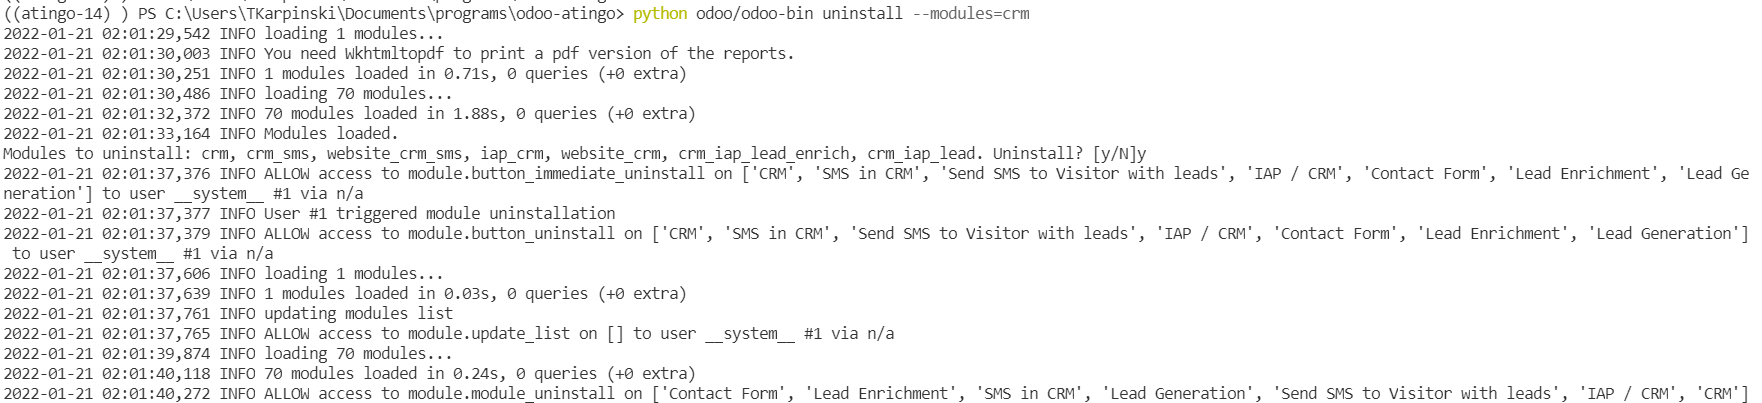 ((atingo-14) ) PS C:\Users\TKarpinski\Documents\programs\odoo-atingo> python odoo/odoo-bin uninstall --modules=crm
2022-01-21 02:01:29,542 INFO loading 1 modules...
2022-01-21 02:01:30,003 INFO You need Wkhtmltopdf to print a pdf version of the reports.
2022-01-21 02:01:30,251 INFO 1 modules loaded in 0.71s, 0 queries (+0 extra)
2022-01-21 02:01:30,486 INFO loading 70 modules...
2022-01-21 02:01:32,372 INFO 70 modules loaded in 1.88s, 0 queries (+0 extra)
2022-01-21 02:01:33,164 INFO Modules loaded.
Modules to uninstall: crm, crm_sms, website_crm_sms, iap_crm, website_crm, crm_iap_lead_enrich, crm_iap_lead. Uninstall? [y/N]y
2022-01-21 02:01:37,376 INFO ALLOW access to module.button_immediate_uninstall on ['CRM', 'SMS in CRM', 'Send SMS to Visitor with leads', 'IAP / CRM', 'Contact Form', 'Lead Enrichment', 'Lead Ge
neration'] to user __system__ #1 via n/a
2022-01-21 02:01:37,377 INFO User #1 triggered module uninstallation
2022-01-21 02:01:37,379 INFO ALLOW access to module.button_uninstall on ['CRM', 'SMS in CRM', 'Send SMS to Visitor with leads', 'IAP / CRM', 'Contact Form', 'Lead Enrichment', 'Lead Generation']
 to user __system__ #1 via n/a
2022-01-21 02:01:37,606 INFO loading 1 modules...
2022-01-21 02:01:37,639 INFO 1 modules loaded in 0.03s, 0 queries (+0 extra)
2022-01-21 02:01:37,761 INFO updating modules list
2022-01-21 02:01:37,765 INFO ALLOW access to module.update_list on [] to user __system__ #1 via n/a
2022-01-21 02:01:39,874 INFO loading 70 modules...
2022-01-21 02:01:40,118 INFO 70 modules loaded in 0.24s, 0 queries (+0 extra)
2022-01-21 02:01:40,272 INFO ALLOW access to module.module_uninstall on ['Contact Form', 'Lead Enrichment', 'SMS in CRM', 'Lead Generation', 'Send SMS to Visitor with leads', 'IAP / CRM', 'CRM']